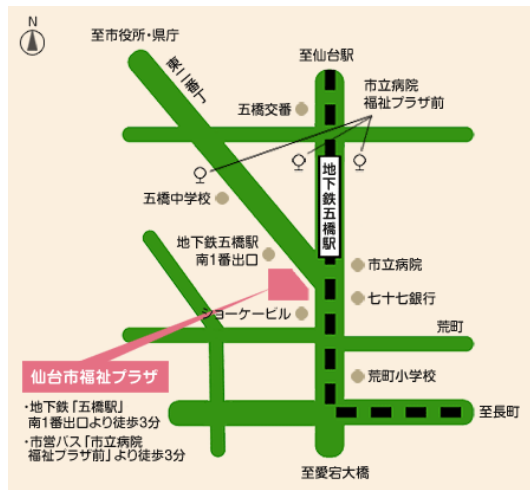 N
至市役所・県庁
至仙台駅
東二番丁
市立病院
福祉プラザ前
五橋交番
地下鉄五橋駅
五橋中学校
地下鉄五橋駅
南1番出口
市立病院
七十七銀行
ショーケービル
荒町
仙台市福祉プラザ
荒町小学校
・地下鉄「五橋駅」
南1番出口より徒歩3分
・市営バス「市立病院
福祉プラザ前」より徒歩3分
至長町
至愛宕大橋